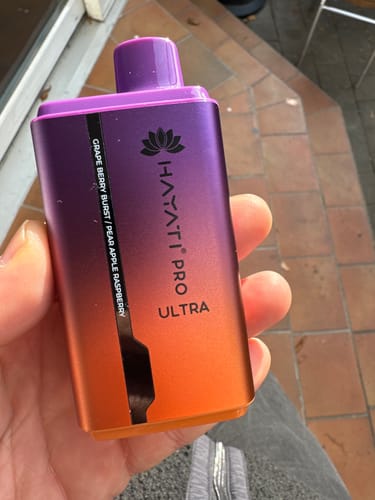 HAYATI® PRO
ULTRA
GRAPE BERRY BURST / PEAR APPLE RASPBERRY